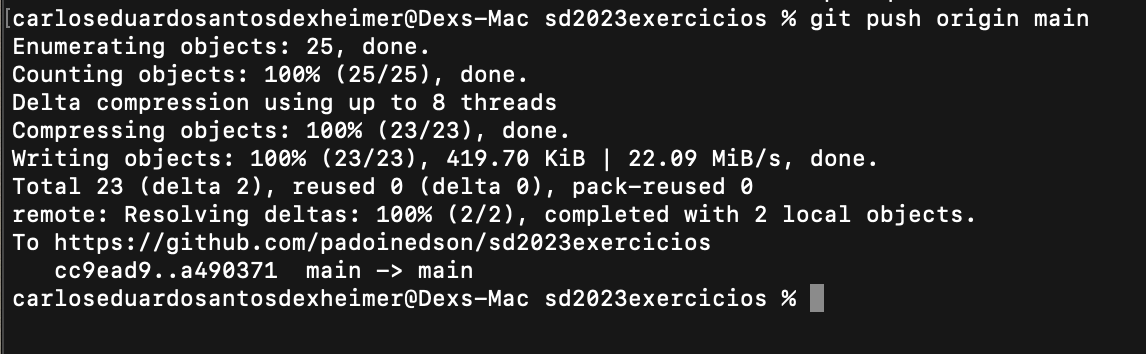 [carloseduardosantosdexheimer@Dexs-Mac sd2023exercicios % git push origin main
Enumerating objects: 25, done.
Counting objects: 100% (25/25), done.
Delta compression using up to 8 threads
Compressing objects: 100% (23/23), done.
Writing objects: 100% (23/23), 419.70 KiB | 22.09 MiB/s, done.
Total 23 (delta 2), reused 0 (delta 0), pack-reused 0
remote: Resolving deltas: 100% (2/2), completed with 2 local objects.
To https://github.com/padoinedson/sd2023exercicios
   cc9ead9..a490371  main -> main
carloseduardosantosdexheimer@Dexs-Mac sd2023exercicios %